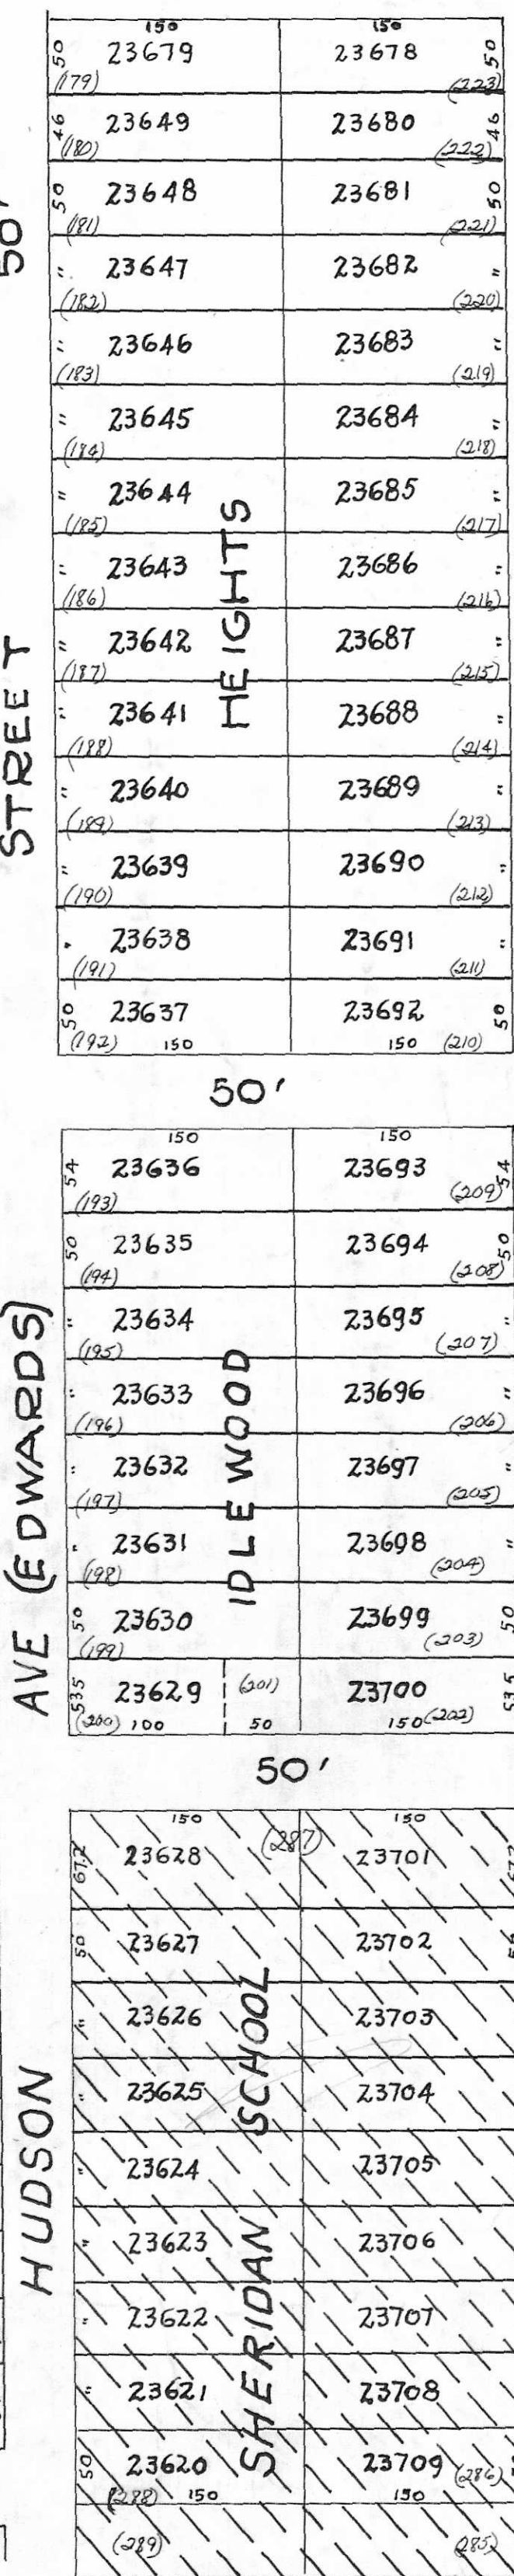 150 150
50 23679 23678 50
(179) (223)
46 23649 23680 46
(180) (222)
50 23648 23681 50
(181) (221)
50'
" 23647 23682 "
(182) (220)
" 23646 23683 "
(183) (219)
" 23645 23684 "
(184) (218)
" 23644 23685 "
(185) (217)
" 23643 23686 "
(186) (216)
HEIGHTS
" 23642 23687 "
(187) (215)
" 23641 23688 "
(188) (214)
STREET
" 23640 23689 "
(189) (213)
" 23639 23690 "
(190) (212)
" 23638 23691 "
(191) (211)
50 23637 23692 50
(192) 150 150 (210)
50'
150 150
54 23636 23693 54
(193) (209)
50 23635 23694 50
(194) (208)
" 23634 23695 "
(195) (207)
" 23633 23696 "
(196) (206)
" 23632 23697 "
(197) (205)
IDLEWOOD
" 23631 23698 "
(198) (204)
50 23630 23699 50
(199) (203)
AVE (EDWARDS)
53.5 23629 (201) 23700 53.5
(200) 100 50 150 (202)
50'
150 150
67.2 23628 (287) 23701 67.2
50 23627 23702 50
" 23626 23703
" 23625 23704
" 23624 23705
HUDSON
" 23623 23706
" 23622 23707
" 23621 23708
SHERIDAN SCHOOL
50 23620 23709 (286)
(288) 150 150
(289) (285)